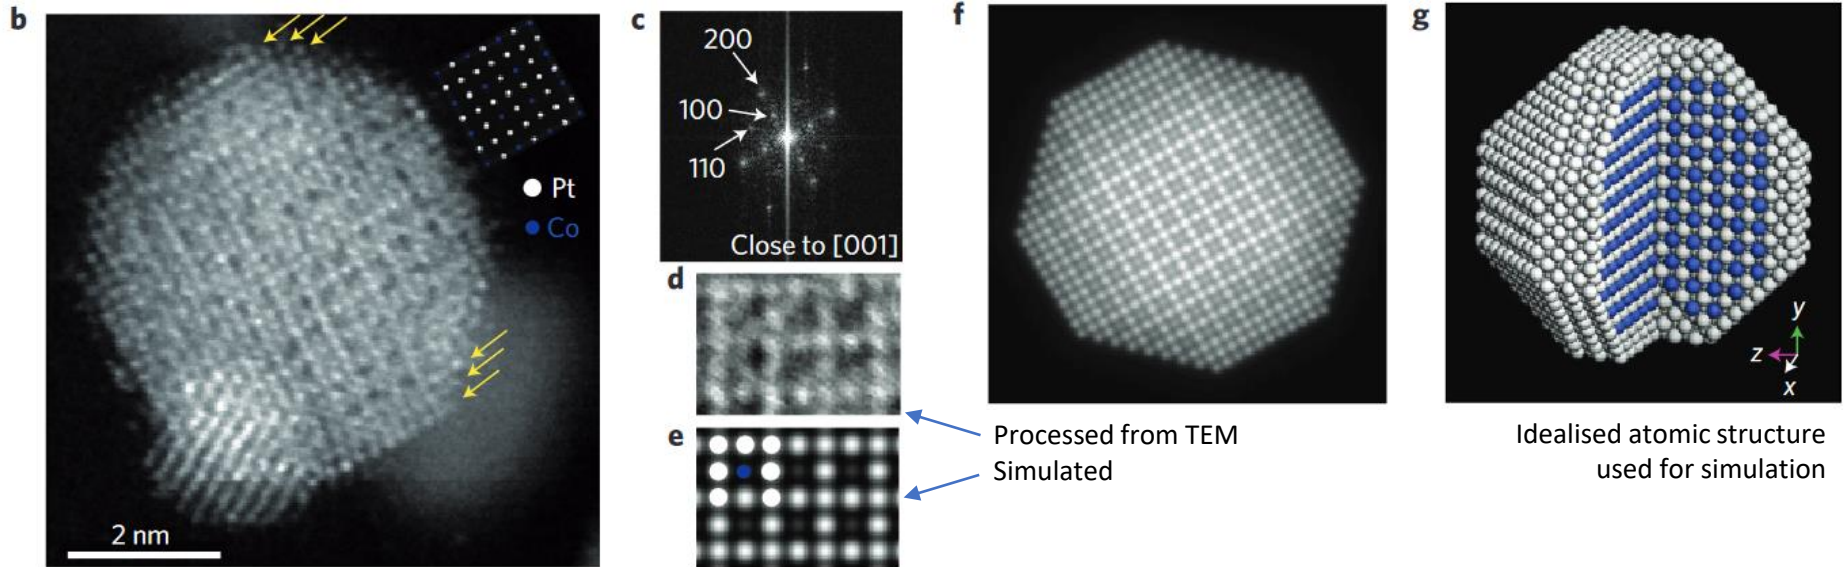 b
Pt
Co
2 nm
c
200
100
110
Close to [001]
d
e
f
Processed from TEM
Simulated
g
y
z
x
Idealised atomic structure
used for simulation